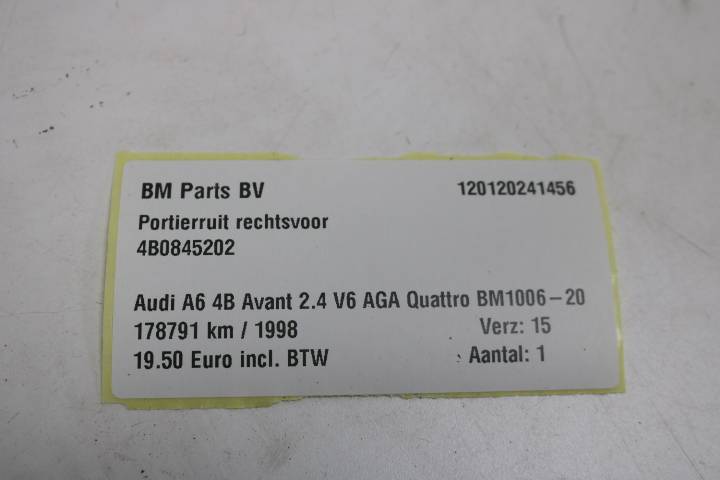 BM Parts BV 120120241456
Portierruit rechtsvoor
4B0845202
Audi A6 4B Avant 2.4 V6 AGA Quattro BM1006-20
178791 km / 1998 Verz: 15
19.50 Euro incl. BTW Aantal: 1